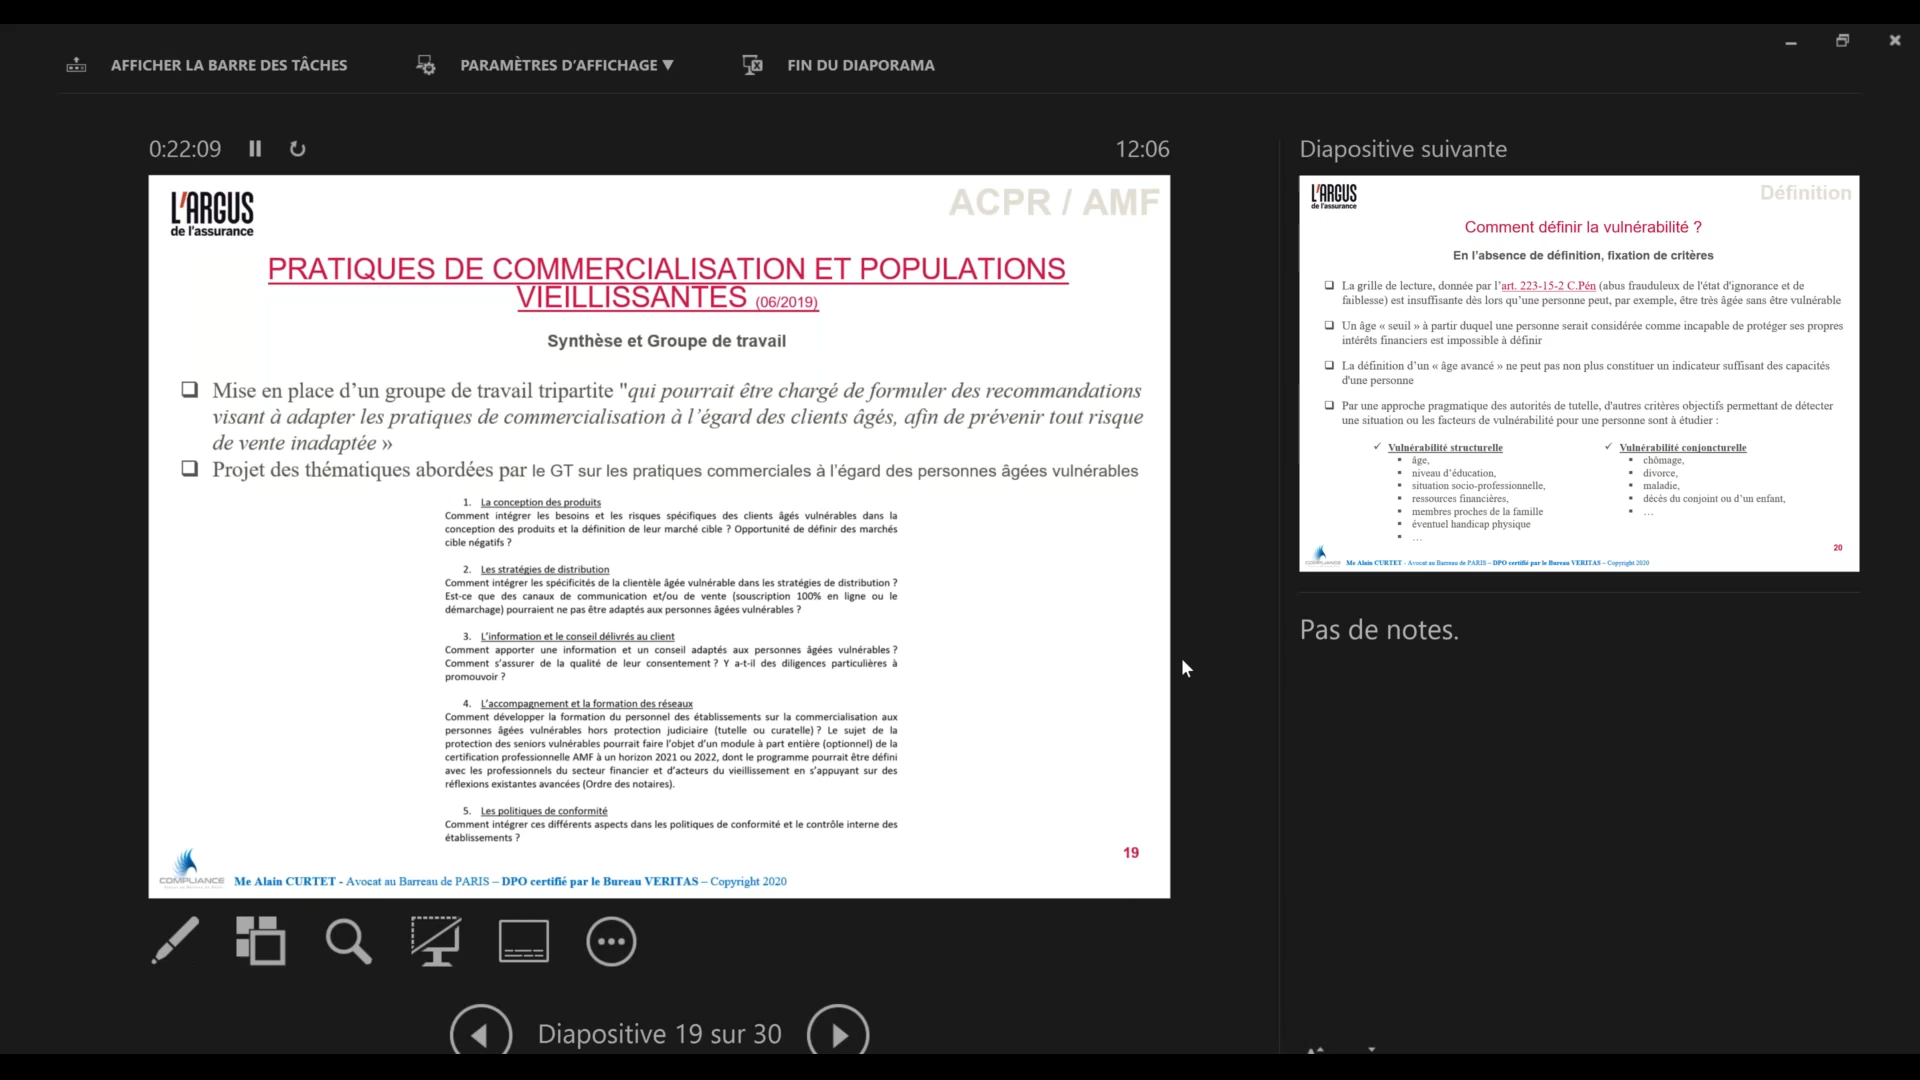 AFFICHER LA BARRE DES TÂCHES
PARAMÈTRES D'AFFICHAGE ▼
FIN DU DIAPORAMA
0:22:09
12:06
L'ARGUS
de l'assurance
ACPR / AMF
PRATIQUES DE COMMERCIALISATION ET POPULATIONS
VIEILLISSANTES (06/2019)
Synthèse et Groupe de travail
❑ Mise en place d'un groupe de travail tripartite "qui pourrait être chargé de formuler des recommandations
visant à adapter les pratiques de commercialisation à l'égard des clients âgés, afin de prévenir tout risque
de vente inadaptée »
❑ Projet des thématiques abordées par le GT sur les pratiques commerciales à l'égard des personnes âgées vulnérables
1. La conception des produits
Comment intégrer les besoins et les risques spécifiques des clients âgés vulnérables dans la
conception des produits et la définition de leur marché cible ? Opportunité de définir des marchés
cible négatifs ?
2. Les stratégies de distribution
Comment intégrer les spécificités de la clientèle âgée vulnérable dans les stratégies de distribution ?
Est-ce que des canaux de communication et/ou de vente (souscription 100% en ligne ou le
démarchage) pourraient ne pas être adaptés aux personnes âgées vulnérables ?
3. L'information et le conseil délivrés au client
Comment apporter une information et un conseil adaptés aux personnes âgées vulnérables ?
Comment s'assurer de la qualité de leur consentement ? Y a-t-il des diligences particulières à
promouvoir ?
4. L'accompagnement et la formation des réseaux
Comment développer la formation du personnel des établissements sur la commercialisation aux
personnes âgées vulnérables hors protection judiciaire (tutelle ou curatelle) ? Le sujet de la
protection des seniors vulnérables pourrait faire l'objet d'un module à part entière (optionnel) de la
certification professionnelle AMF à un horizon 2021 ou 2022, dont le programme pourrait être défini
avec les professionnels du secteur financier et d'acteurs du vieillissement en s'appuyant sur des
réflexions existantes avancées (Ordre des notaires).
5. Les politiques de conformité
Comment intégrer ces différents aspects dans les politiques de conformité et le contrôle interne des
établissements ?
19
COMPLIANCE
Me Alain CURTET - Avocat au Barreau de PARIS – DPO certifié par le Bureau VERITAS – Copyright 2020
Diapositive 19 sur 30
Diapositive suivante
L'ARGUS
de l'assurance
Définition
Comment définir la vulnérabilité ?
En l'absence de définition, fixation de critères
❑ La grille de lecture, donnée par l'art. 223-15-2 C.Pén (abus frauduleux de l'état d'ignorance et de
faiblesse) est insuffisante dès lors qu'une personne peut, par exemple, être très âgée sans être vulnérable
❑ Un âge « seuil » à partir duquel une personne serait considérée comme incapable de protéger ses propres
intérêts financiers est impossible à définir
❑ La définition d'un « âge avancé » ne peut pas non plus constituer un indicateur suffisant des capacités
d'une personne
❑ Par une approche pragmatique des autorités de tutelle, d'autres critères objectifs permettant de détecter
une situation ou les facteurs de vulnérabilité pour une personne sont à étudier :
✓ Vulnérabilité structurelle
▪ âge,
▪ niveau d'éducation,
▪ situation socio-professionnelle,
▪ ressources financières,
▪ membres proches de la famille
▪ éventuel handicap physique
▪ …
✓ Vulnérabilité conjoncturelle
▪ chômage,
▪ divorce,
▪ maladie,
▪ décès du conjoint ou d'un enfant,
▪ …
20
COMPLIANCE
Me Alain CURTET - Avocat au Barreau de PARIS – DPO certifié par le Bureau VERITAS – Copyright 2020
Pas de notes.